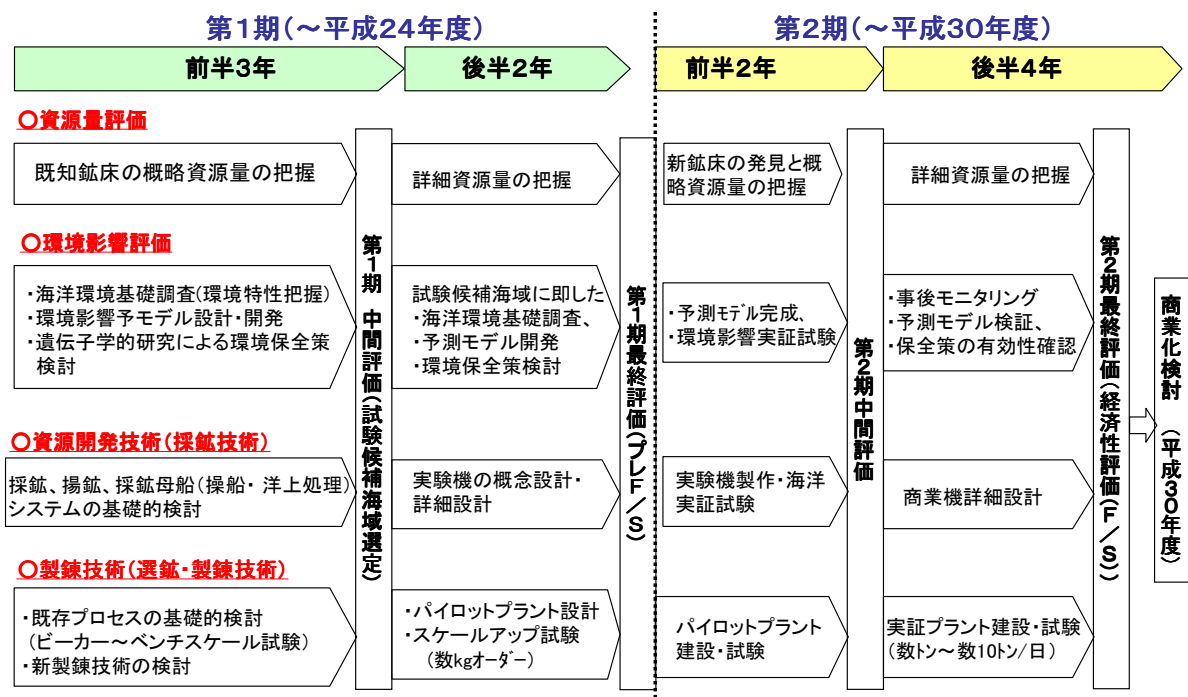 第1期(～平成24年度)
第2期(～平成30年度)
前半3年
後半2年
前半2年
後半4年
○資源量評価
既知鉱床の概略資源量の把握
詳細資源量の把握
新鉱床の発見と概
略資源量の把握
詳細資源量の把握
○環境影響評価
・海洋環境基礎調査(環境特性把握)
・環境影響予モデル設計・開発
・遺伝子学的研究による環境保全策
検討
試験候補海域に即した
・海洋環境基礎調査、
・予測モデル開発
・環境保全策検討
・予測ﾓﾃﾞﾙ完成、
・環境影響実証試験
・事後モニタリング
・予測モデル検証、
・保全策の有効性確認
○資源開発技術(採鉱技術)
採鉱、揚鉱、採鉱母船(操船・ 洋上処理)
システムの基礎的検討
実験機の概念設計・
詳細設計
実験機製作・海洋
実証試験
商業機詳細設計
○製錬技術(選鉱・製錬技術)
・既存プロセスの基礎的検討
(ビーカー～ベンチスケール試験)
・新製錬技術の検討
・パイロットプラント設計
・スケールアップ試験
(数kgオーダー)
パイロットプラント
建設・試験
実証プラント建設・試験
(数トン～数10トン/日)
第1期 中間評価(試験候補海域選定)
第1期最終評価(プレF/S)
第2期中間評価
第2期最終評価(経済性評価(F/S))
商業化検討 (平成30年度)